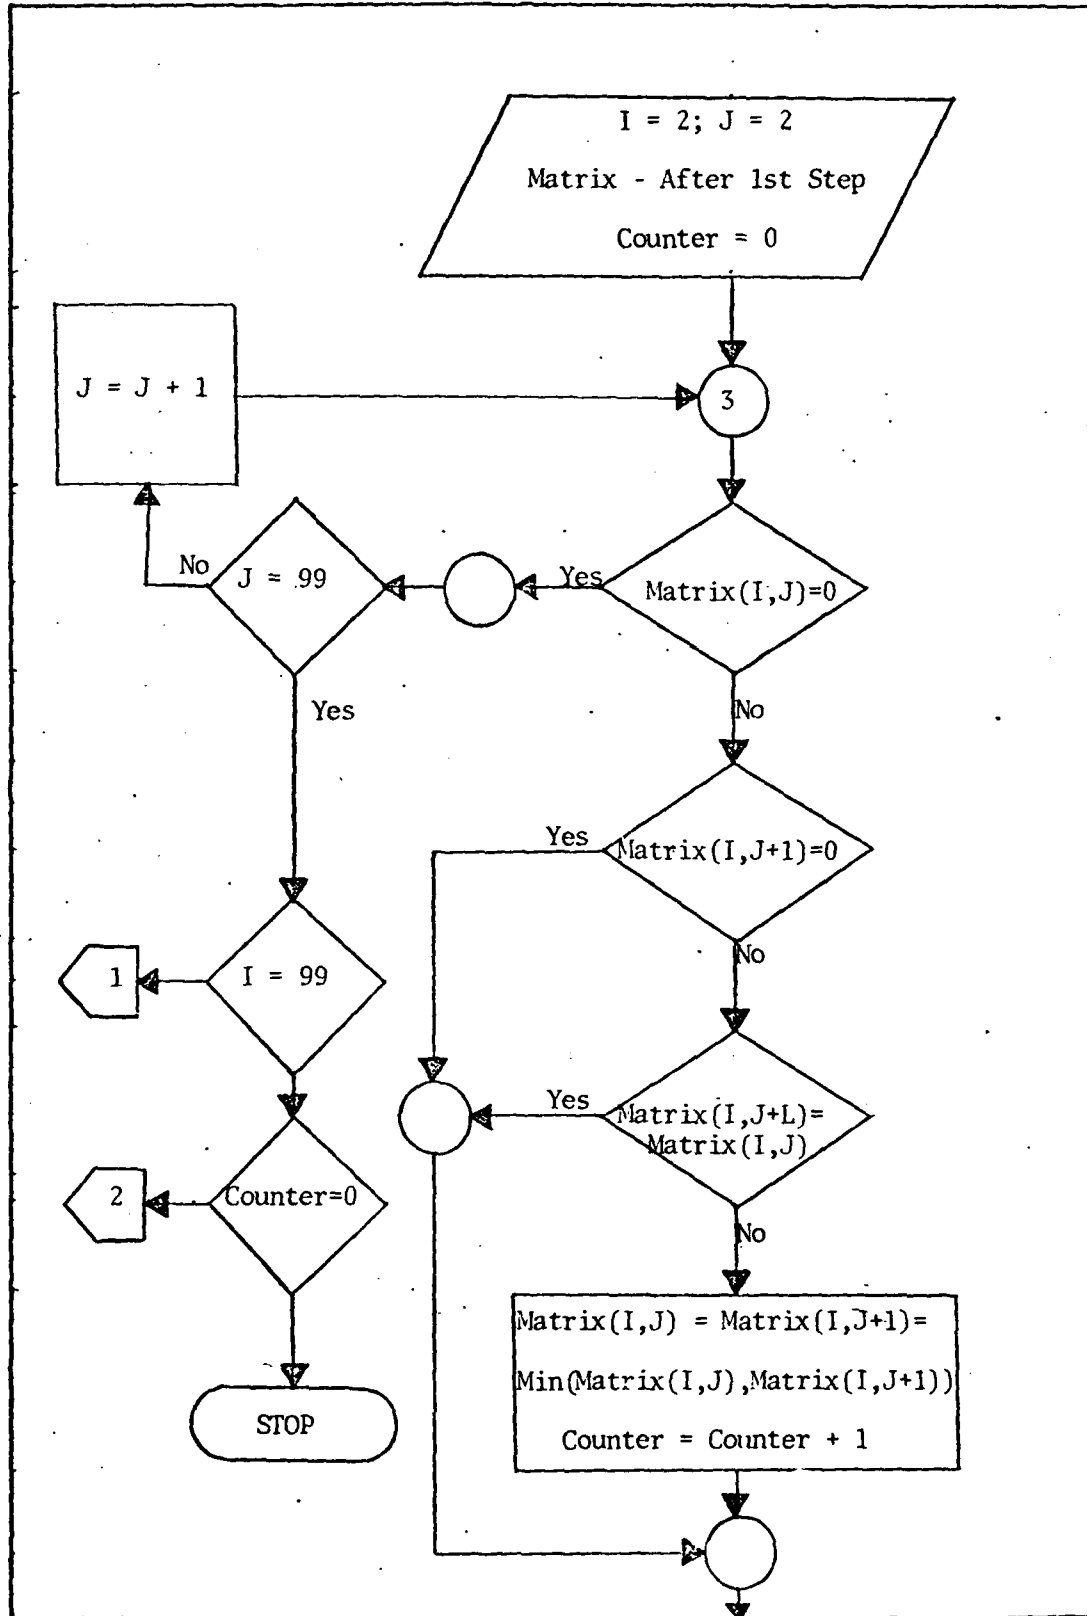 I = 2; J = 2
Matrix - After 1st Step
Counter = 0
J = J + 1
3
No
J = .99
Yes
Matrix(I,J)=0
Yes
No
Yes
Matrix(I,J+1)=0
1
I = 99
No
Yes
Matrix(I,J+L)=
Matrix(I,J)
2
Counter=0
No
Matrix(I,J) = Matrix(I,J+1)=
Min(Matrix(I,J),Matrix(I,J+1))
Counter = Counter + 1
STOP